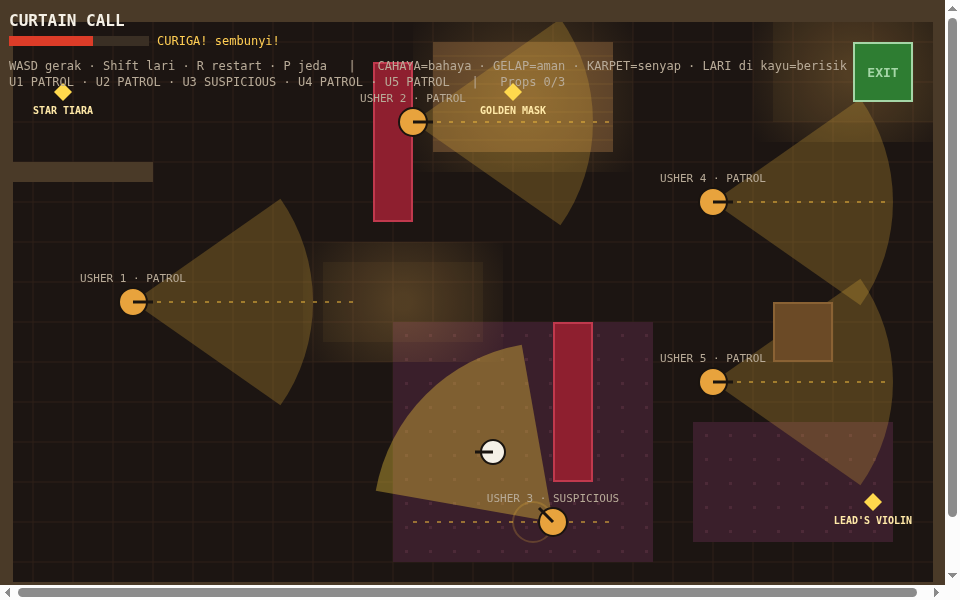 CURTAIN CALL
CURIGA! sembunyi!
WASD gerak · Shift lari · R restart · P jeda | CAHAYA=bahaya · GELAP=aman · KARPET=senyap · LARI di kayu=berisik
U1 PATROL · U2 PATROL · U3 SUSPICIOUS · U4 PATROL · U5 PATROL | Props 0/3
EXIT
USHER 2 · PATROL
STAR TIARA
GOLDEN MASK
USHER 4 · PATROL
USHER 1 · PATROL
USHER 5 · PATROL
USHER 3 · SUSPICIOUS
LEAD'S VIOLIN